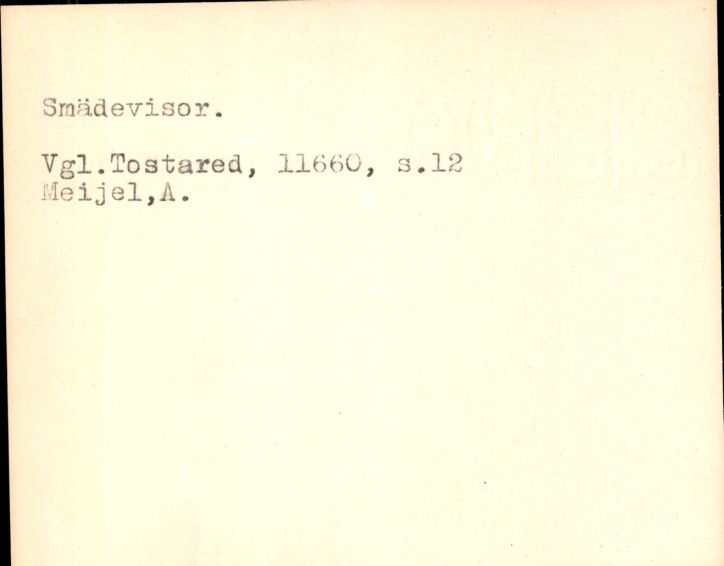 Smädevisor.
Vgl.Tostared, 11660, s.12
Meijel,A.